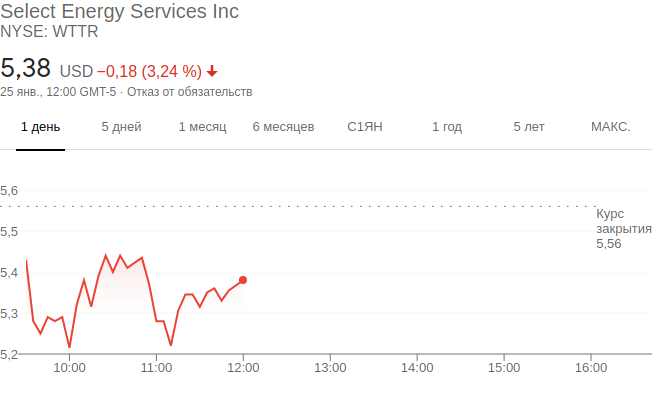 Select Energy Services Inc
NYSE: WTTR
5,38 USD −0,18 (3,24 %)
25 янв., 12:00 GMT-5 · Отказ от обязательств
1 день 5 дней 1 месяц 6 месяцев С1ЯН 1 год 5 лет МАКС.
5,6
Курс
закрытия
5,56
5,5
5,4
5,3
5,2
10:00 11:00 12:00 13:00 14:00 15:00 16:00